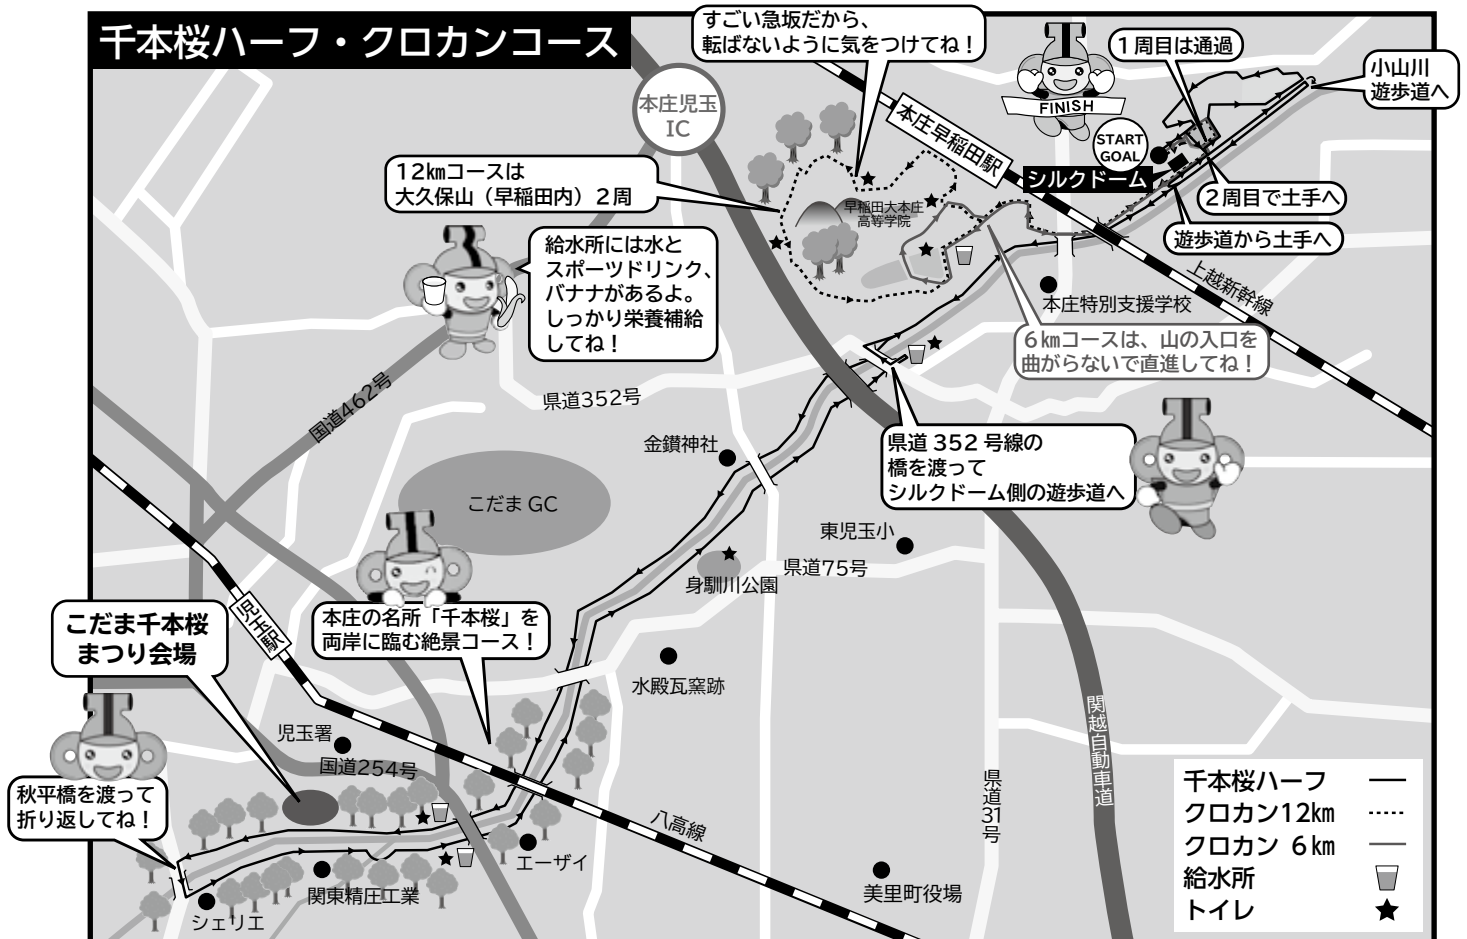 千本桜ハーフ・クロカンコース
すごい急坂だから、
転ばないように気をつけてね！
１周目は通過
小山川
遊歩道へ
本庄児玉
IC
本庄早稲田駅
FINISH
START
GOAL
シルクドーム
２周目で土手へ
遊歩道から土手へ
12㎞コースは
大久保山（早稲田内）２周
早稲田大本庄
高等学院
給水所には水と
スポーツドリンク、
バナナがあるよ。
しっかり栄養補給
してね！
上越新幹線
本庄特別支援学校
６㎞コースは、山の入口を
曲がらないで直進してね！
国道462号
県道352号
金鑚神社
県道 352 号線の
橋を渡って
シルクドーム側の遊歩道へ
こだま GC
東児玉小
県道75号
身馴川公園
児玉駅
こだま千本桜
まつり会場
本庄の名所「千本桜」を
両岸に臨む絶景コース！
水殿瓦窯跡
関越自動車道
児玉署
国道254号
県道31号
秋平橋を渡って
折り返してね！
八高線
エーザイ
関東精圧工業
シェリエ
美里町役場
千本桜ハーフ
クロカン12km
クロカン ６km
給水所
トイレ